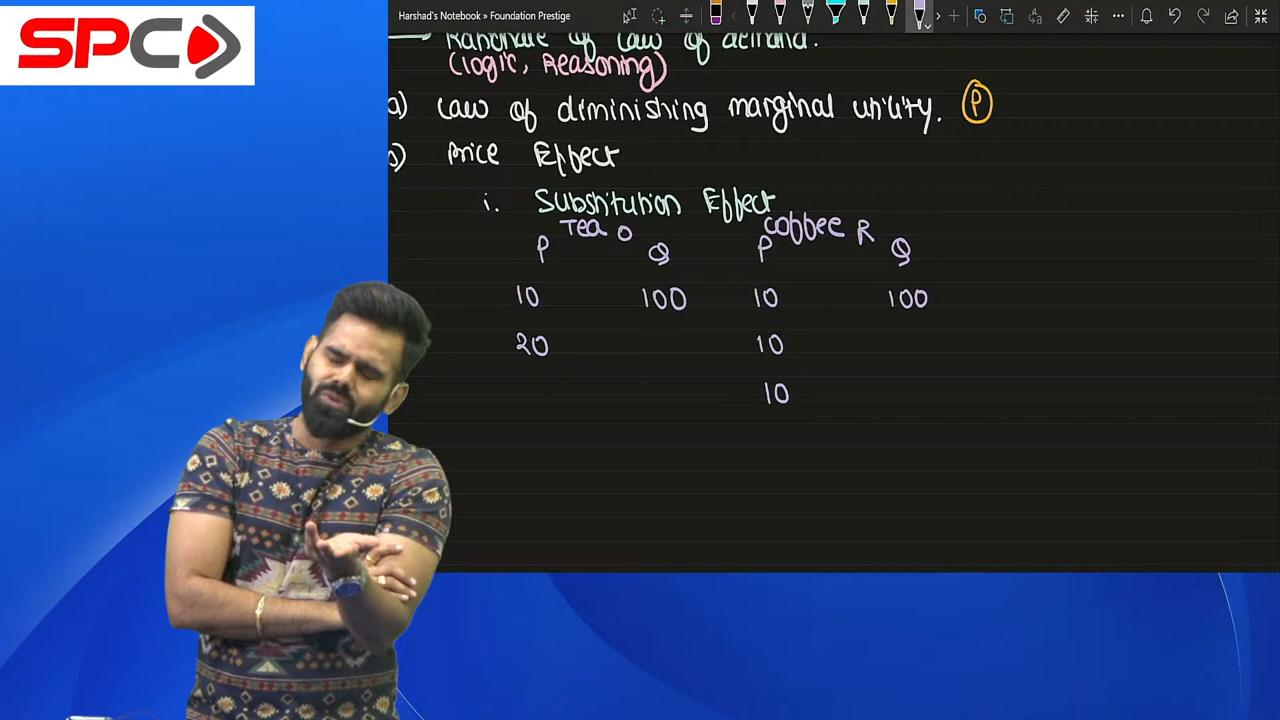 SPC
Harshad's Notebook » Foundation Prestige
Rationale of Law of demand.
(logic, Reasoning)
a) Law of diminishing marginal utility. P
b) Price Effect
i. Substitution Effect
Tea O Coffee R
P Q P Q
10 100 10 100
20 10
10